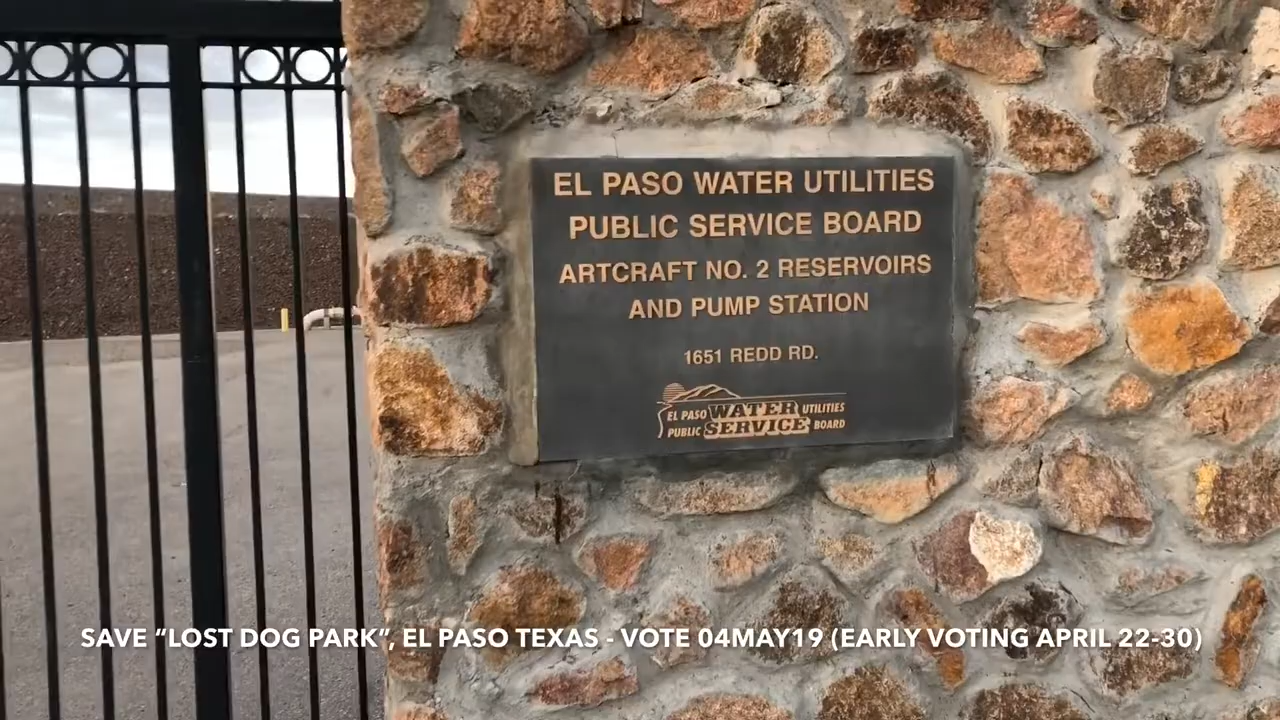 EL PASO WATER UTILITIES
PUBLIC SERVICE BOARD
ARTCRAFT NO. 2 RESERVOIRS
AND PUMP STATION
1651 REDD RD.
EL PASO WATER UTILITIES
PUBLIC SERVICE BOARD
SAVE “LOST DOG PARK”, EL PASO TEXAS - VOTE 04MAY19 (EARLY VOTING APRIL 22-30)